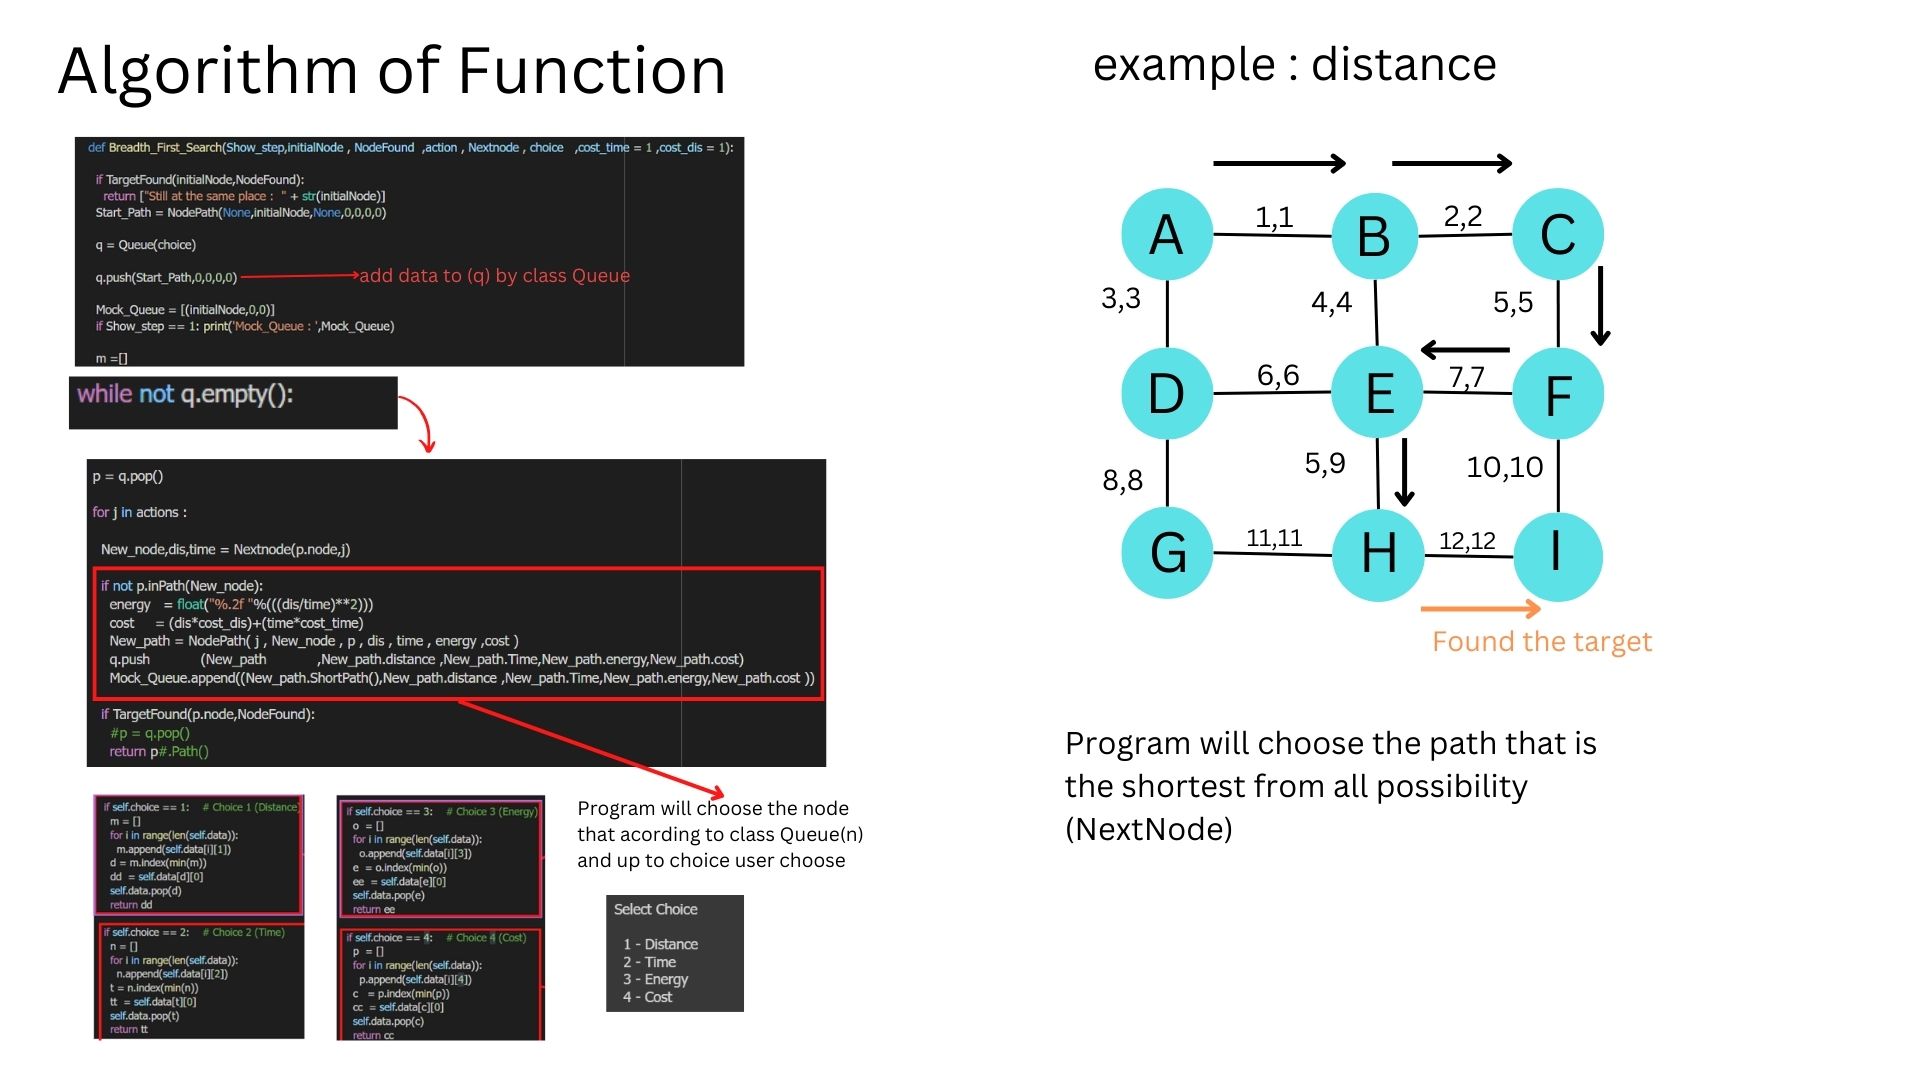 Algorithm of Function
def Breadth_First_Search(Show_step,initialNode , NodeFound ,action , Nextnode , choice ,cost_time = 1 ,cost_dis = 1):
if TargetFound(initialNode,NodeFound):
return ["Still at the same place : " + str(initialNode)]
Start_Path = NodePath(None,initialNode,None,0,0,0,0)
q = Queue(choice)
q.push(Start_Path,0,0,0,0)
add data to (q) by class Queue
Mock_Queue = [(initialNode,0,0)]
if Show_step == 1: print('Mock_Queue : ',Mock_Queue)
m =[]
while not q.empty():
p = q.pop()
for j in actions :
New_node,dis,time = Nextnode(p.node,j)
if not p.inPath(New_node):
energy = float("%.2f "%(((dis/time)**2)))
cost = (dis*cost_dis)+(time*cost_time)
New_path = NodePath( j , New_node , p , dis , time , energy ,cost )
q.push (New_path ,New_path.distance ,New_path.Time,New_path.energy,New_path.cost)
Mock_Queue.append((New_path.ShortPath(),New_path.distance ,New_path.Time,New_path.energy,New_path.cost ))
if TargetFound(p.node,NodeFound):
#p = q.pop()
return p#.Path()
if self.choice == 1: # Choice 1 (Distance)
m = []
for i in range(len(self.data)):
m.append(self.data[i][1])
d = m.index(min(m))
dd = self.data[d][0]
self.data.pop(d)
return dd
if self.choice == 2: # Choice 2 (Time)
n = []
for i in range(len(self.data)):
n.append(self.data[i][2])
t = n.index(min(n))
tt = self.data[t][0]
self.data.pop(t)
return tt
if self.choice == 3: # Choice 3 (Energy)
o = []
for i in range(len(self.data)):
o.append(self.data[i][3])
e = o.index(min(o))
ee = self.data[e][0]
self.data.pop(e)
return ee
if self.choice == 4: # Choice 4 (Cost)
p = []
for i in range(len(self.data)):
p.append(self.data[i][4])
c = p.index(min(p))
cc = self.data[c][0]
self.data.pop(c)
return cc
Program will choose the node
that acording to class Queue(n)
and up to choice user choose
Select Choice
1 - Distance
2 - Time
3 - Energy
4 - Cost
example : distance
A 1,1 B 2,2 C
3,3 4,4 5,5
D 6,6 E 7,7 F
8,8 5,9 10,10
G 11,11 H 12,12 I
Found the target
Program will choose the path that is
the shortest from all possibility
(NextNode)